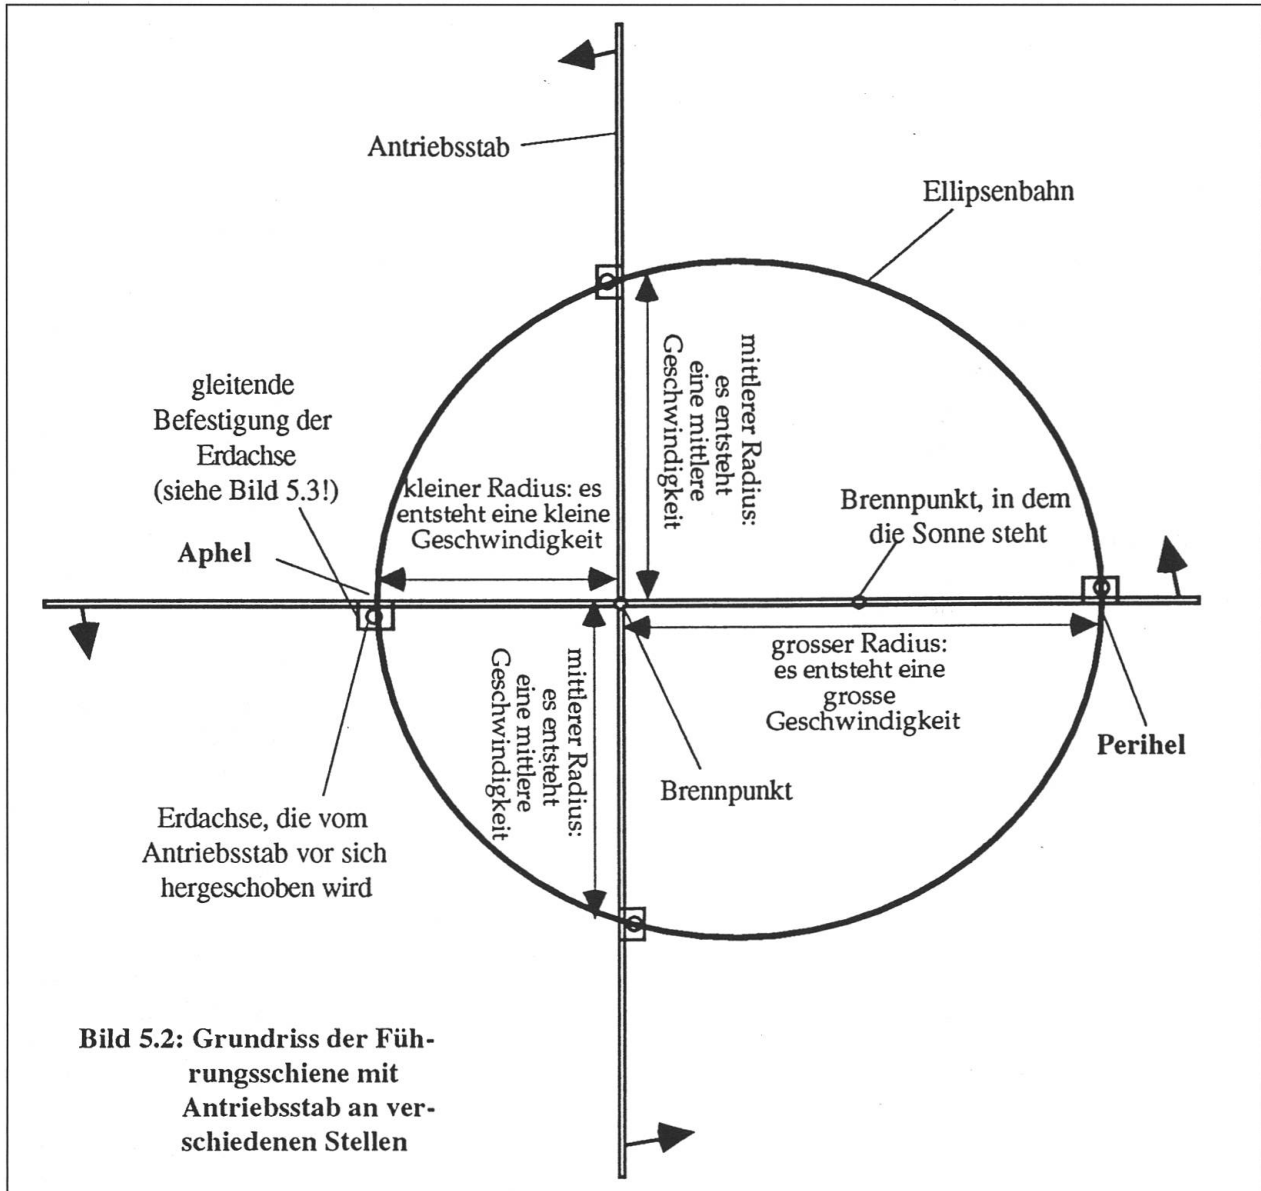 Antriebsstab
Ellipsenbahn
mittlerer Radius:
es entsteht
eine mittlere
Geschwindigkeit
gleitende
Befestigung der
Erdachse
(siehe Bild 5.3!)
kleiner Radius: es
entsteht eine kleine
Geschwindigkeit
Brennpunkt, in dem
die Sonne steht
Aphel
grosser Radius:
es entsteht eine
grosse
Geschwindigkeit
mittlerer Radius:
es entsteht
eine mittlere
Geschwindigkeit
Perihel
Brennpunkt
Erdachse, die vom
Antriebsstab vor sich
hergeschoben wird
Bild 5.2: Grundriss der Füh-
rungsschiene mit
Antriebsstab an ver-
schiedenen Stellen